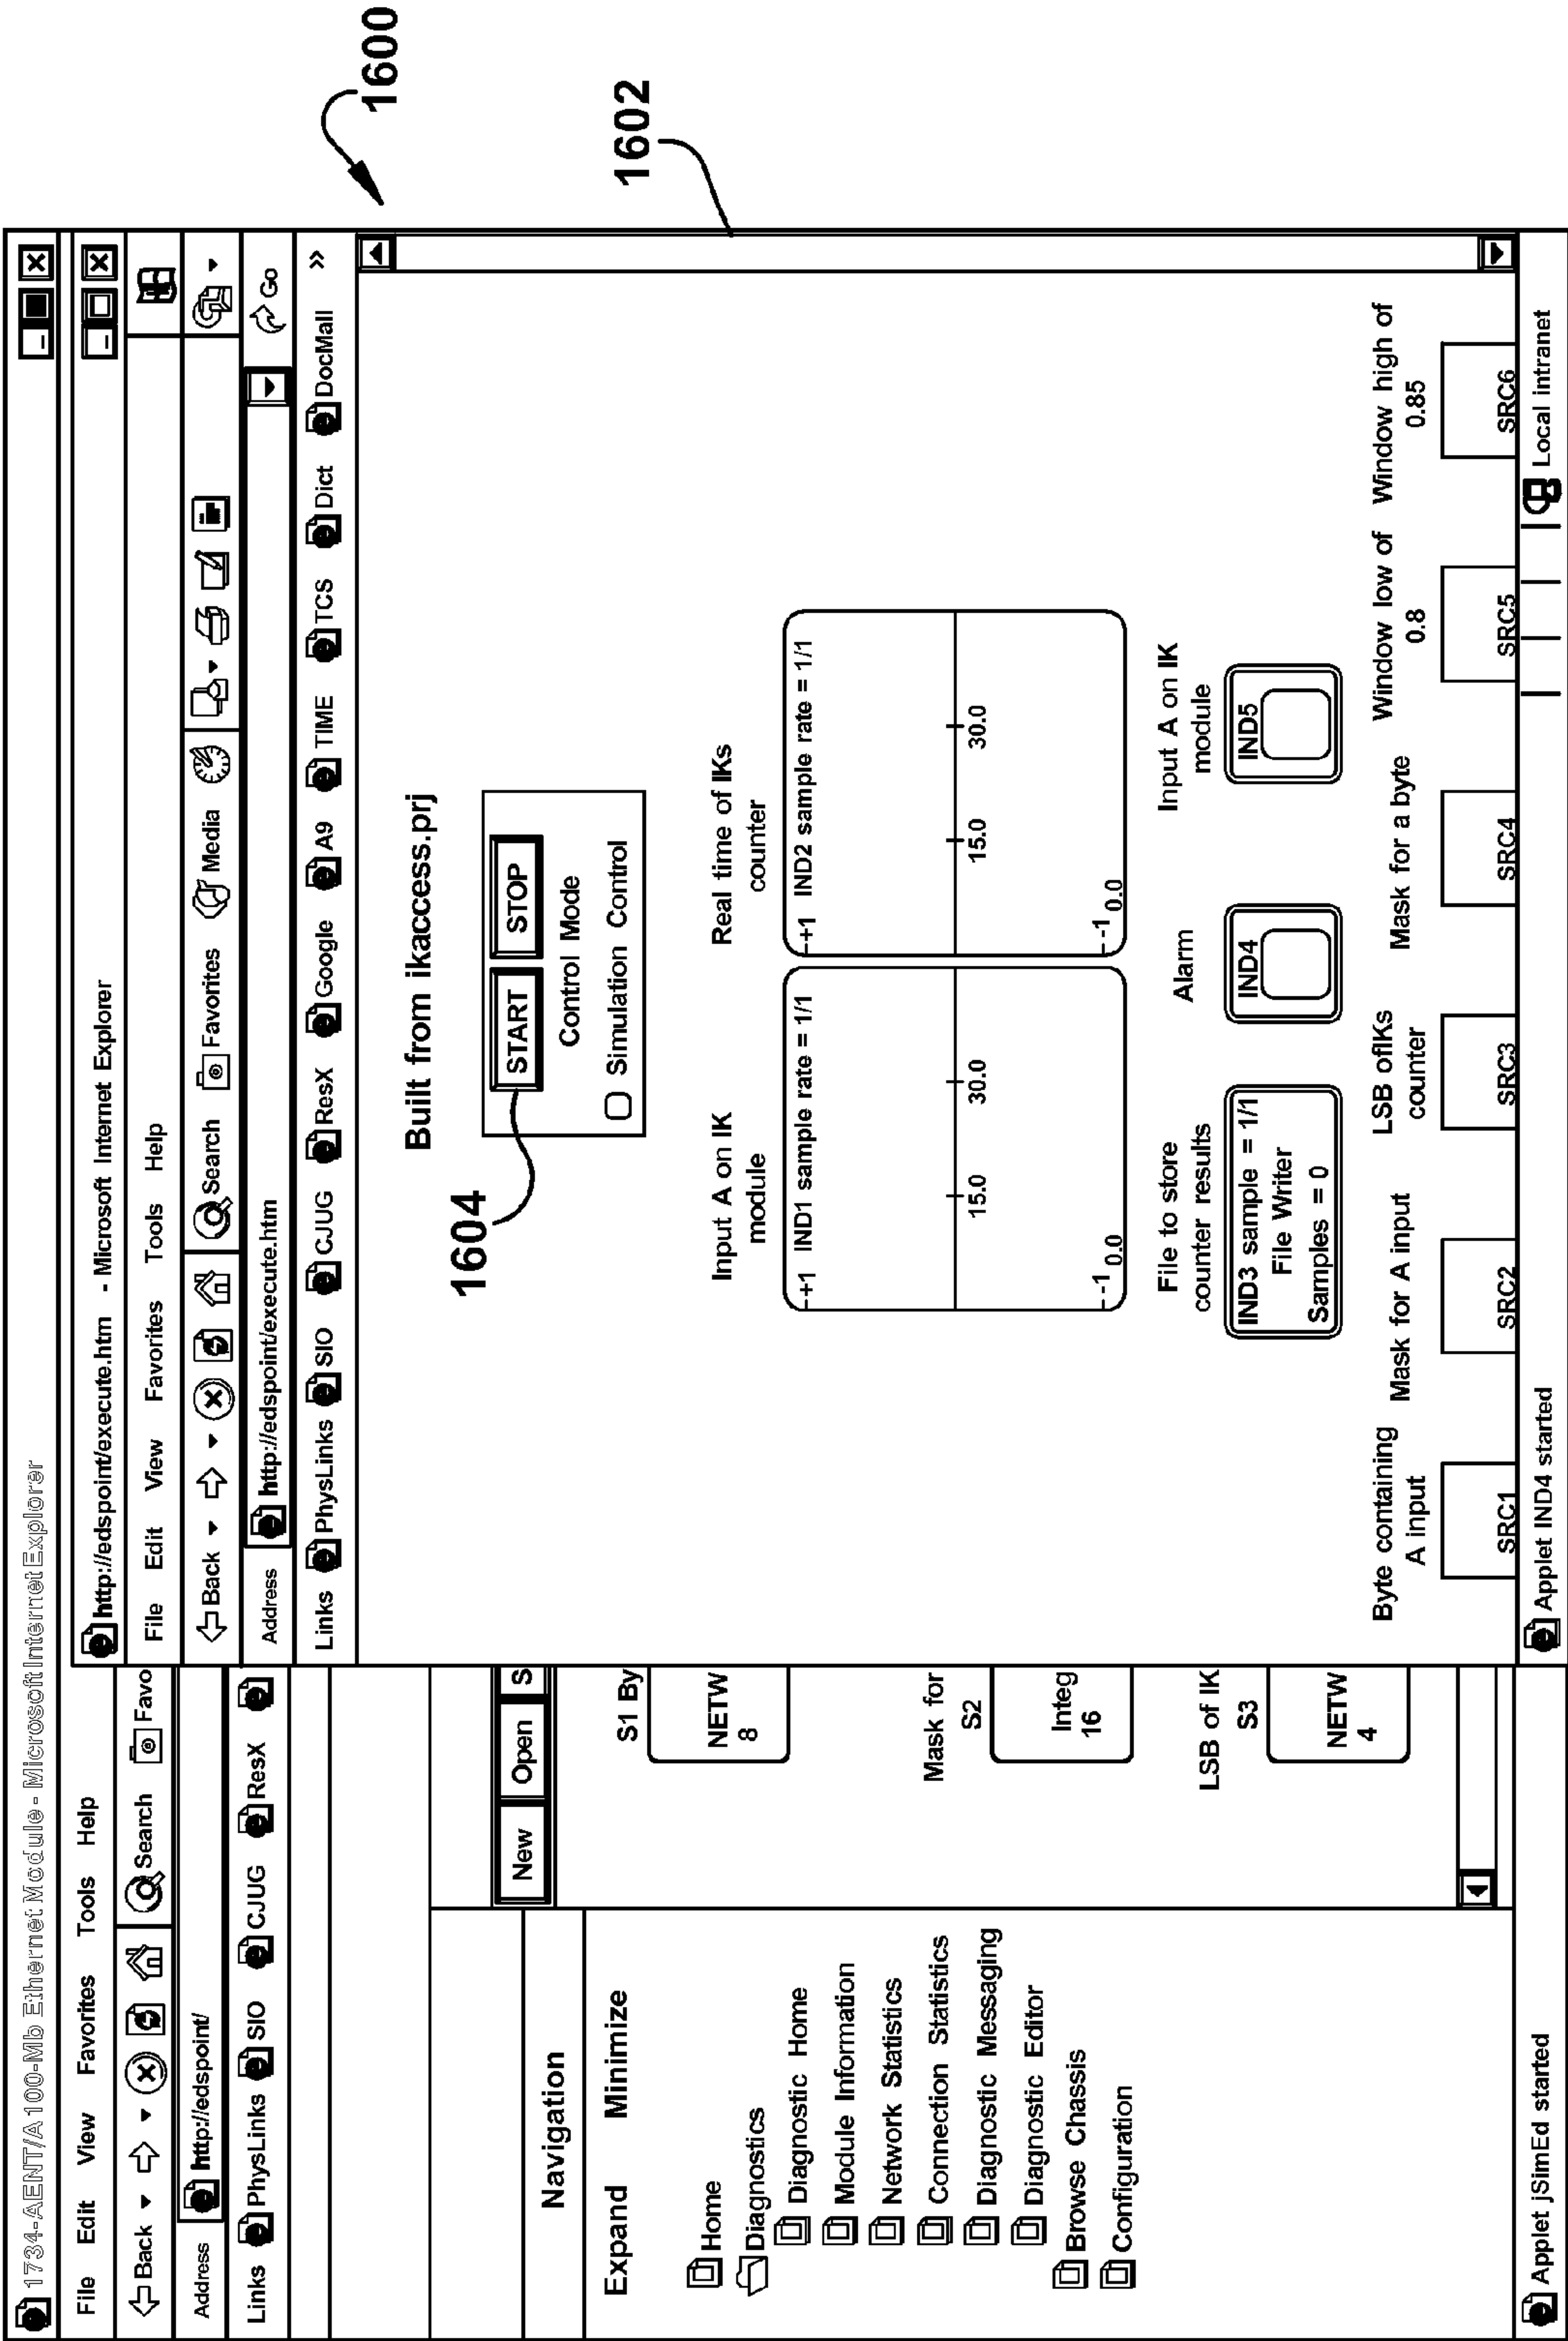 1734-AENT/A 100-Mb Ethernet Module - Microsoft Internet Explorer
File Edit View Favorites Tools Help
Back Search Favo
Address http://edspoint/
Links PhysLinks SIO CJUG ResX
New Open S
Navigation
Expand Minimize
Home
Diagnostics
Diagnostic Home
Module Information
Network Statistics
Connection Statistics
Diagnostic Messaging
Diagnostic Editor
Browse Chassis
Configuration
S1 By
NETW
8
Mask for
S2
Integ
16
LSB of IK
S3
NETW
4
Applet jSimEd started
http://edspoint/execute.htm - Microsoft Internet Explorer
File Edit View Favorites Tools Help
Back Search Favorites Media
Address http://edspoint/execute.htm Go
Links PhysLinks SIO CJUG ResX Google A9 TIME TCS Dict DocMall »
1600
1602
Built from ikaccess.prj
1604
START STOP
Control Mode
Simulation Control
Input A on IK
module
+1 IND1 sample rate = 1/1
15.0 30.0
-1 0.0
Real time of IKs
counter
+1 IND2 sample rate = 1/1
15.0 30.0
-1 0.0
File to store
counter results
IND3 sample = 1/1
File Writer
Samples = 0
Alarm
IND4
Input A on IK
module
IND5
Byte containing
A input
SRC1
Mask for A input
SRC2
LSB ofIKs
counter
SRC3
Mask for a byte
SRC4
Window low of
0.8
SRC5
Window high of
0.85
SRC6
Applet IND4 started Local intranet